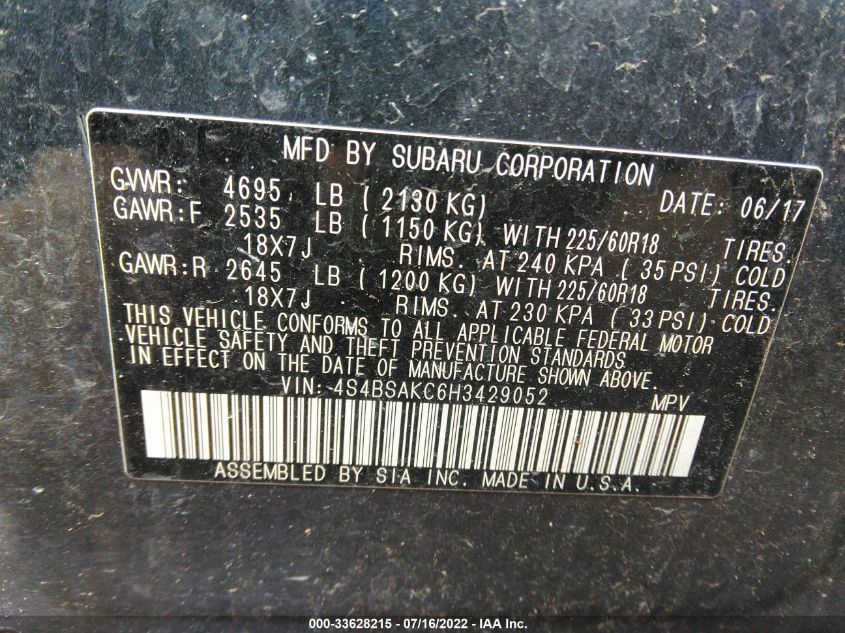 MFD BY SUBARU CORPORATION
GVWR: 4695 LB ( 2130 KG) DATE: 06/17
GAWR:F 2535 LB ( 1150 KG) WITH 225/60R18 TIRES.
18X7J RIMS. AT 240 KPA ( 35 PSI) COLD
GAWR:R 2645 LB ( 1200 KG) WITH 225/60R18 TIRES.
18X7J RIMS. AT 230 KPA ( 33 PSI) COLD
THIS VEHICLE CONFORMS TO ALL APPLICABLE FEDERAL MOTOR
VEHICLE SAFETY AND THEFT PREVENTION STANDARDS
IN EFFECT ON THE DATE OF MANUFACTURE SHOWN ABOVE.
VIN: 4S4BSAKC6H3429052 MPV
ASSEMBLED BY SIA INC. MADE IN U.S.A.
000-33628215 - 07/16/2022 - IAA Inc.